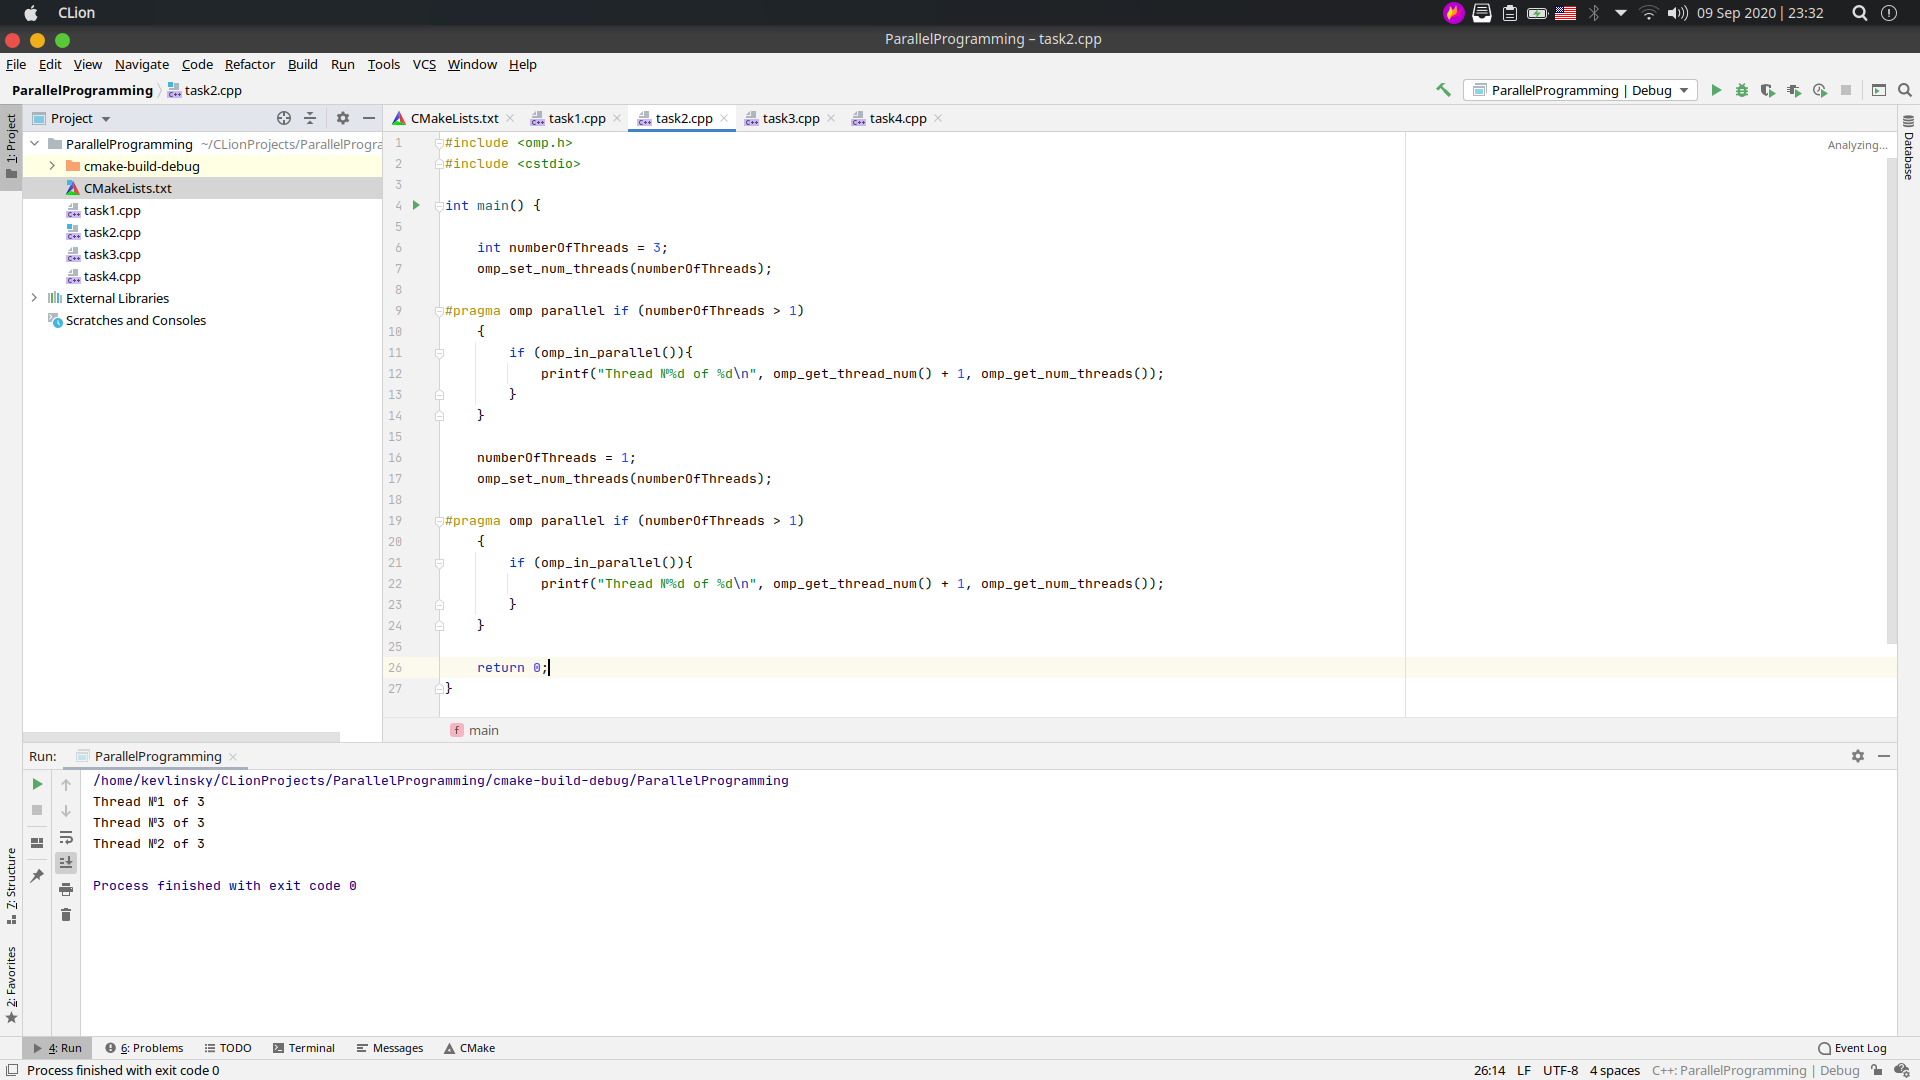 CLion
09 Sep 2020 | 23:32
ParallelProgramming – task2.cpp
File Edit View Navigate Code Refactor Build Run Tools VCS Window Help
ParallelProgramming task2.cpp
ParallelProgramming | Debug
1: Project
Project
ParallelProgramming ~/CLionProjects/ParallelProgra
cmake-build-debug
CMakeLists.txt
task1.cpp
task2.cpp
task3.cpp
task4.cpp
External Libraries
Scratches and Consoles
CMakeLists.txt task1.cpp task2.cpp task3.cpp task4.cpp
Analyzing...
Database
1 #include <omp.h>
2 #include <cstdio>
3
4 int main() {
5
6 int numberOfThreads = 3;
7 omp_set_num_threads(numberOfThreads);
8
9 #pragma omp parallel if (numberOfThreads > 1)
10 {
11 if (omp_in_parallel()){
12 printf("Thread №%d of %d\n", omp_get_thread_num() + 1, omp_get_num_threads());
13 }
14 }
15
16 numberOfThreads = 1;
17 omp_set_num_threads(numberOfThreads);
18
19 #pragma omp parallel if (numberOfThreads > 1)
20 {
21 if (omp_in_parallel()){
22 printf("Thread №%d of %d\n", omp_get_thread_num() + 1, omp_get_num_threads());
23 }
24 }
25
26 return 0;
27 }
f main
Run: ParallelProgramming
/home/kevlinsky/CLionProjects/ParallelProgramming/cmake-build-debug/ParallelProgramming
Thread №1 of 3
Thread №3 of 3
Thread №2 of 3
Process finished with exit code 0
7: Structure
2: Favorites
4: Run 6: Problems TODO Terminal Messages CMake Event Log
Process finished with exit code 0
26:14 LF UTF-8 4 spaces C++: ParallelProgramming | Debug